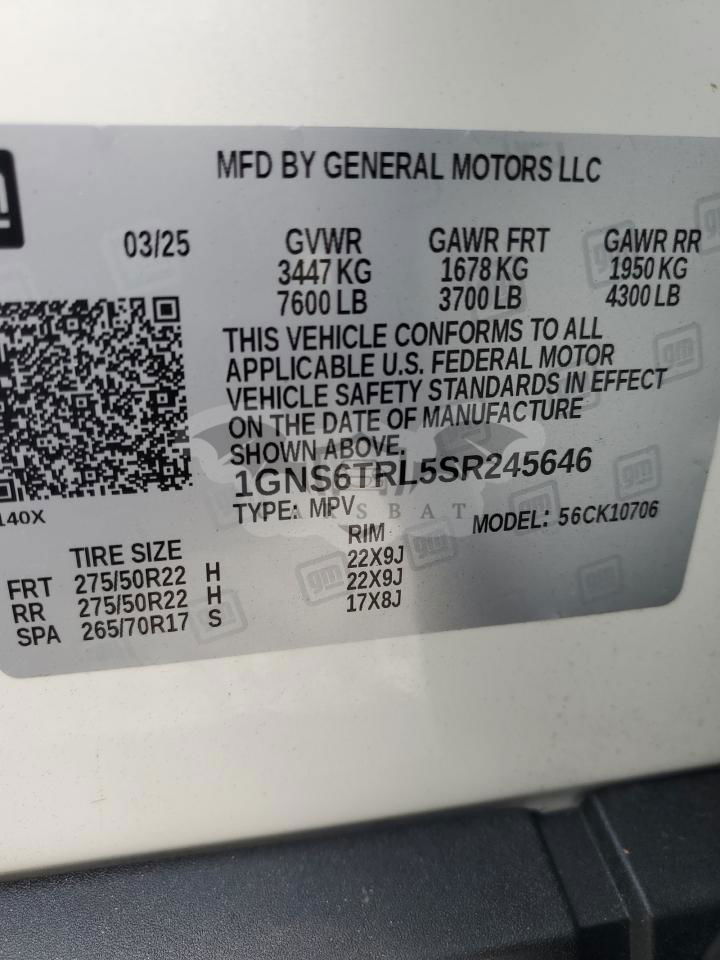 MFD BY GENERAL MOTORS LLC
03/25 GVWR GAWR FRT GAWR RR
3447 KG 1678 KG 1950 KG
7600 LB 3700 LB 4300 LB
THIS VEHICLE CONFORMS TO ALL
APPLICABLE U.S. FEDERAL MOTOR
VEHICLE SAFETY STANDARDS IN EFFECT
ON THE DATE OF MANUFACTURE
SHOWN ABOVE.
1GNS6TRL5SR245646
140X TYPE: MPV MODEL: 56CK10706
TIRE SIZE RIM
FRT 275/50R22 H 22X9J
RR 275/50R22 H 22X9J
SPA 265/70R17 S 17X8J
gm